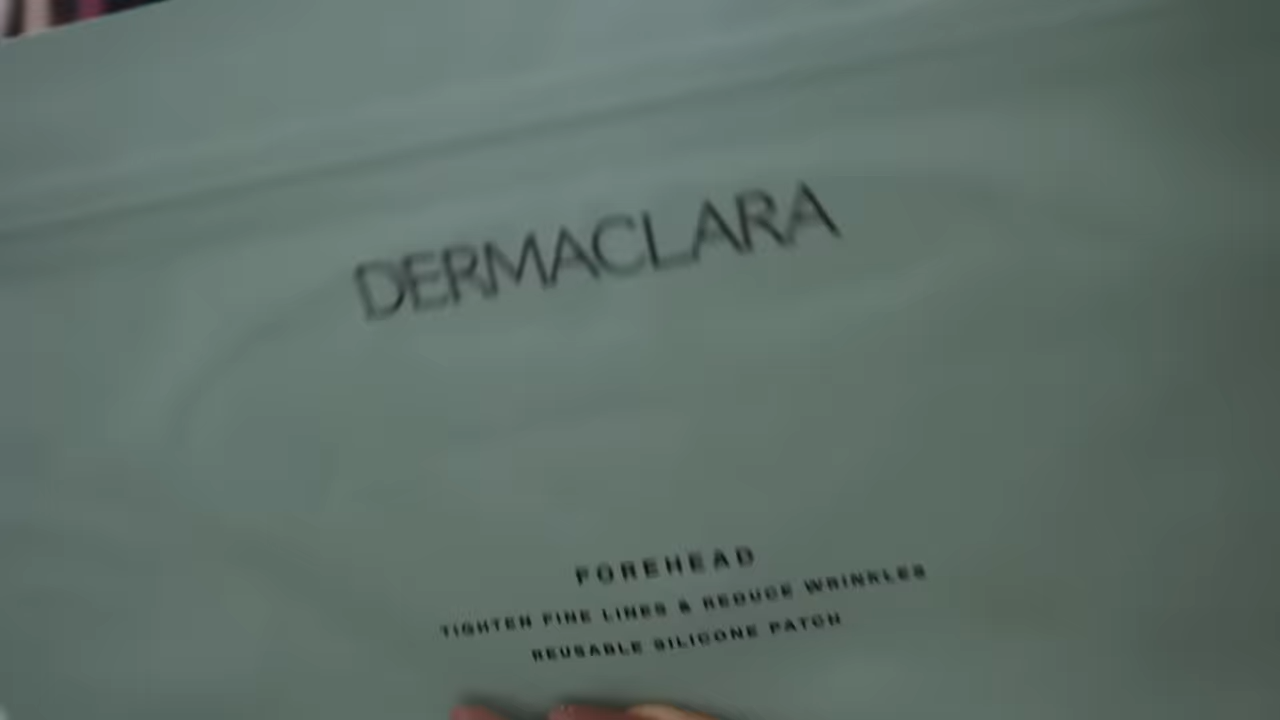 DERMACLARA
FOREHEAD
TIGHTEN FINE LINES & REDUCE WRINKLES
REUSABLE SILICONE PATCH